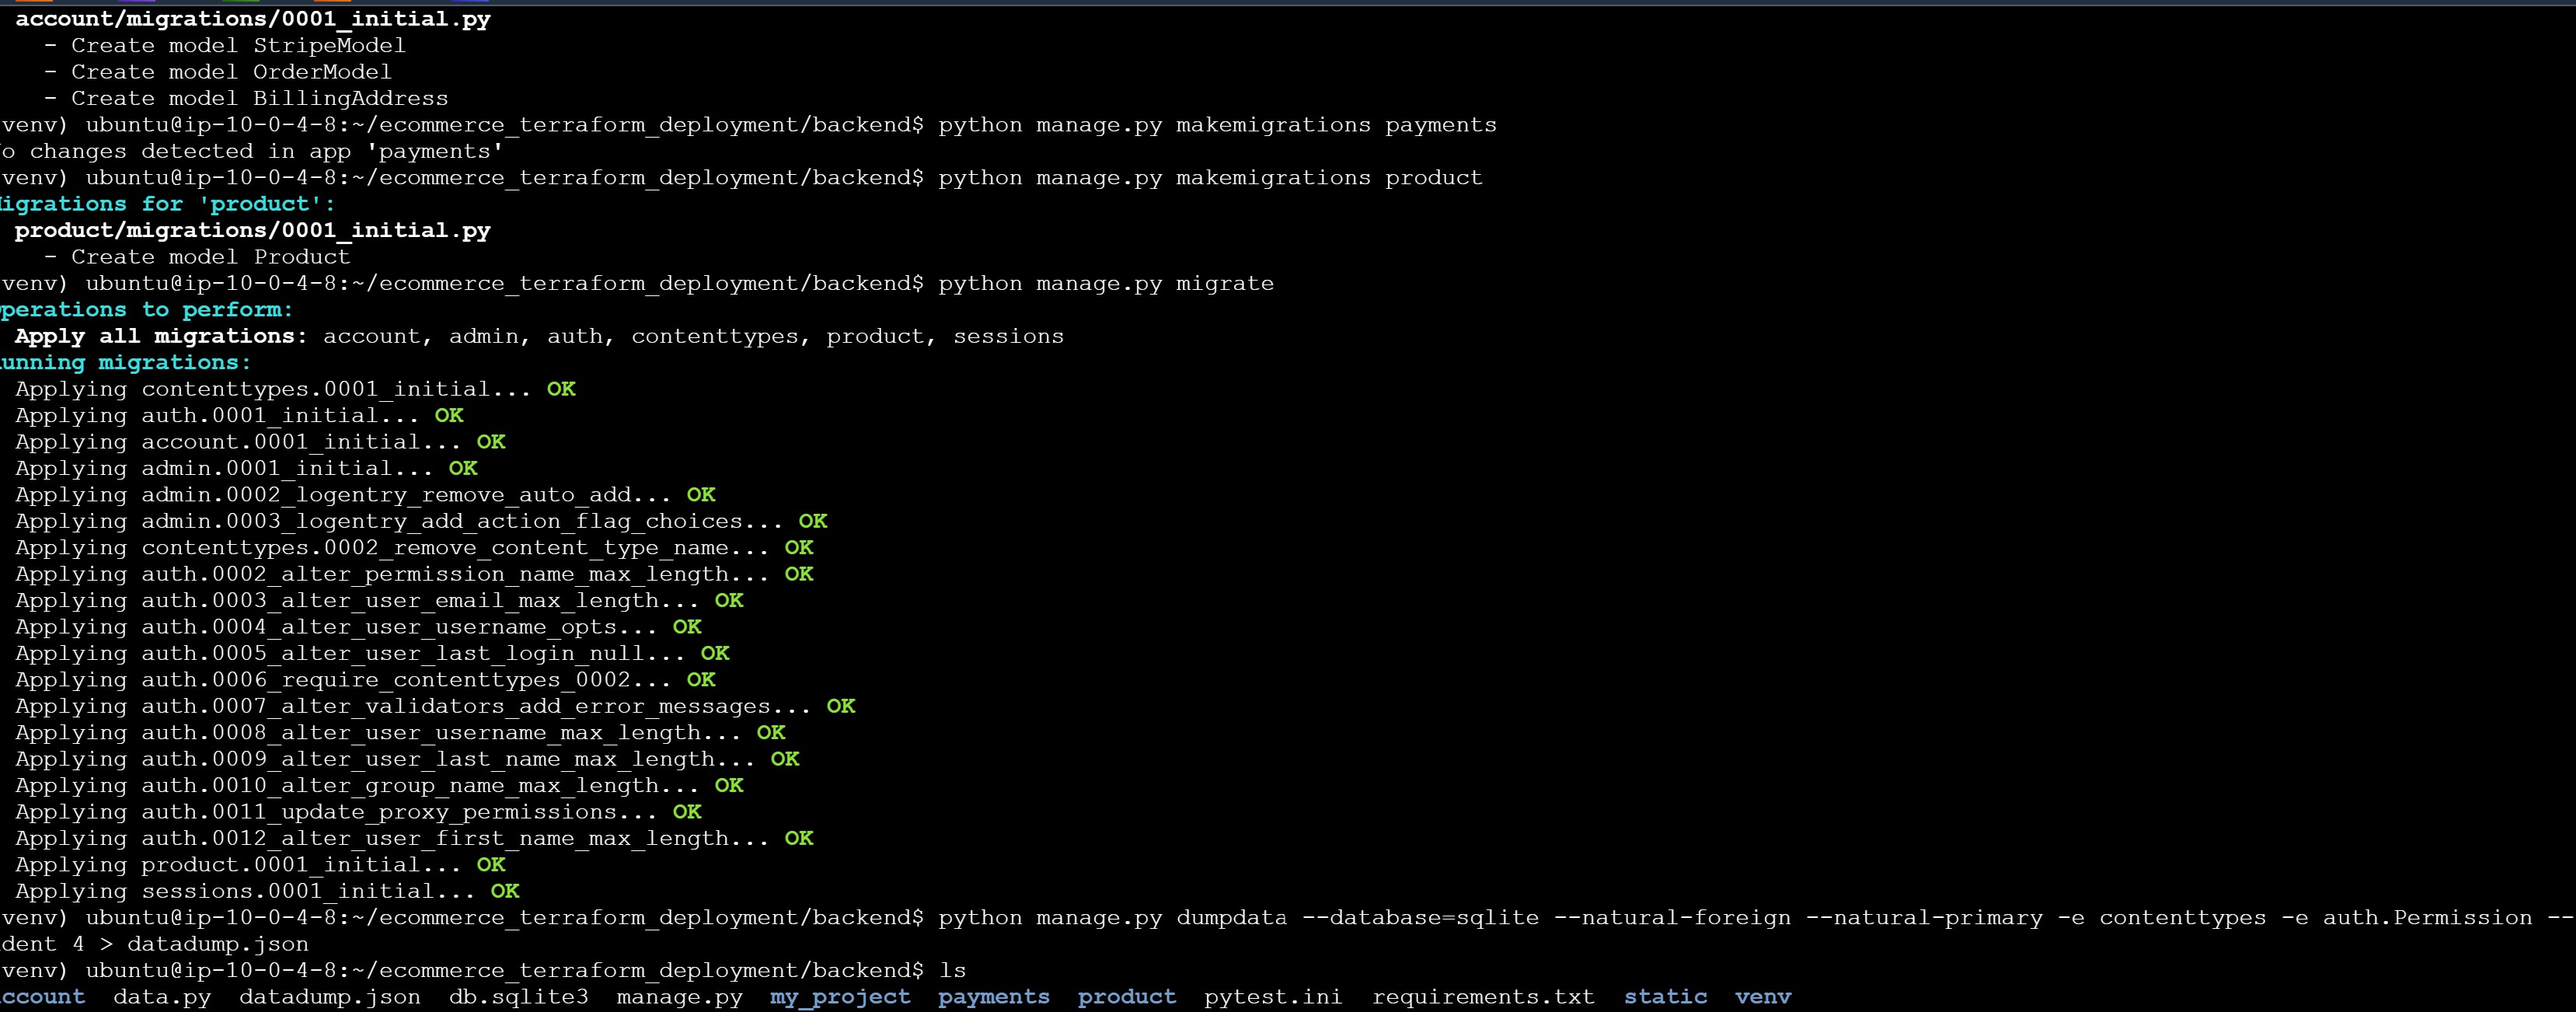 account/migrations/0001_initial.py
- Create model StripeModel
- Create model OrderModel
- Create model BillingAddress
venv) ubuntu@ip-10-0-4-8:~/ecommerce_terraform_deployment/backend$ python manage.py makemigrations payments
o changes detected in app 'payments'
venv) ubuntu@ip-10-0-4-8:~/ecommerce_terraform_deployment/backend$ python manage.py makemigrations product
igrations for 'product':
product/migrations/0001_initial.py
- Create model Product
venv) ubuntu@ip-10-0-4-8:~/ecommerce_terraform_deployment/backend$ python manage.py migrate
perations to perform:
Apply all migrations: account, admin, auth, contenttypes, product, sessions
unning migrations:
Applying contenttypes.0001_initial... OK
Applying auth.0001_initial... OK
Applying account.0001_initial... OK
Applying admin.0001_initial... OK
Applying admin.0002_logentry_remove_auto_add... OK
Applying admin.0003_logentry_add_action_flag_choices... OK
Applying contenttypes.0002_remove_content_type_name... OK
Applying auth.0002_alter_permission_name_max_length... OK
Applying auth.0003_alter_user_email_max_length... OK
Applying auth.0004_alter_user_username_opts... OK
Applying auth.0005_alter_user_last_login_null... OK
Applying auth.0006_require_contenttypes_0002... OK
Applying auth.0007_alter_validators_add_error_messages... OK
Applying auth.0008_alter_user_username_max_length... OK
Applying auth.0009_alter_user_last_name_max_length... OK
Applying auth.0010_alter_group_name_max_length... OK
Applying auth.0011_update_proxy_permissions... OK
Applying auth.0012_alter_user_first_name_max_length... OK
Applying product.0001_initial... OK
Applying sessions.0001_initial... OK
venv) ubuntu@ip-10-0-4-8:~/ecommerce_terraform_deployment/backend$ python manage.py dumpdata --database=sqlite --natural-foreign --natural-primary -e contenttypes -e auth.Permission --
dent 4 > datadump.json
venv) ubuntu@ip-10-0-4-8:~/ecommerce_terraform_deployment/backend$ ls
ccount data.py datadump.json db.sqlite3 manage.py my_project payments product pytest.ini requirements.txt static venv